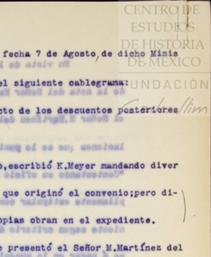 CENTRO DE
ESTUDIOS
DE HISTORIA
DE MÉXICO
FUNDACIÓN
fecha 7 de Agosto, de dicho Minis
el siguiente cablegrama:
cto de los descuentos posteriores
o,escribió E.Meyer mandando diver
que originó el convenio;pero di-
opias obran en el expediente.
e presentó el Señor M.Martínez del